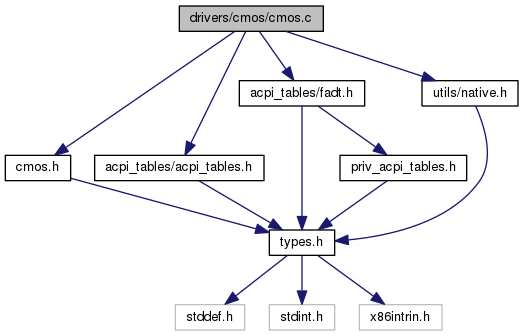 drivers/cmos/cmos.c
acpi_tables/fadt.h
utils/native.h
cmos.h
acpi_tables/acpi_tables.h
priv_acpi_tables.h
types.h
stddef.h
stdint.h
x86intrin.h